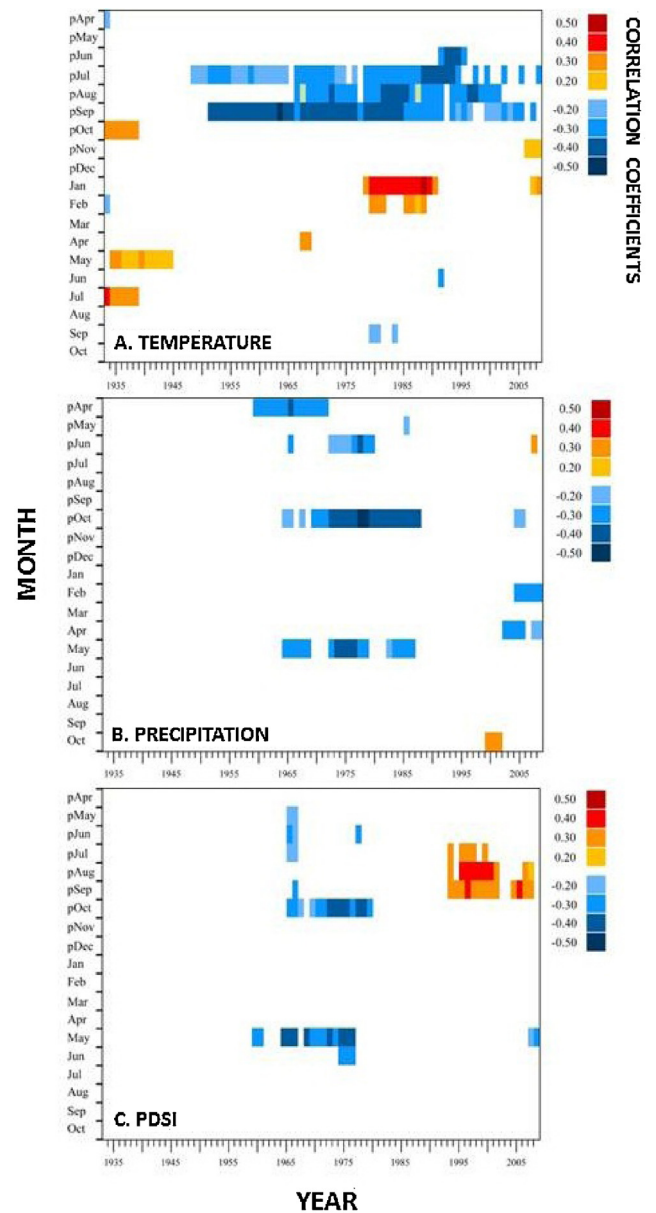 pApr
pMay
pJun
pJul
pAug
pSep
pOct
pNov
pDec
Jan
Feb
Mar
Apr
May
Jun
Jul
Aug
Sep
Oct
A. TEMPERATURE
1935 1945 1955 1965 1975 1985 1995 2005
0.50
0.40
0.30
0.20
-0.20
-0.30
-0.40
-0.50
CORRELATION COEFFICIENTS
pApr
pMay
pJun
pJul
pAug
pSep
pOct
pNov
pDec
Jan
Feb
Mar
Apr
May
Jun
Jul
Aug
Sep
Oct
B. PRECIPITATION
1935 1945 1955 1965 1975 1985 1995 2005
0.50
0.40
0.30
0.20
-0.20
-0.30
-0.40
-0.50
MONTH
pApr
pMay
pJun
pJul
pAug
pSep
pOct
pNov
pDec
Jan
Feb
Mar
Apr
May
Jun
Jul
Aug
Sep
Oct
C. PDSI
1935 1945 1955 1965 1975 1985 1995 2005
0.50
0.40
0.30
0.20
-0.20
-0.30
-0.40
-0.50
YEAR